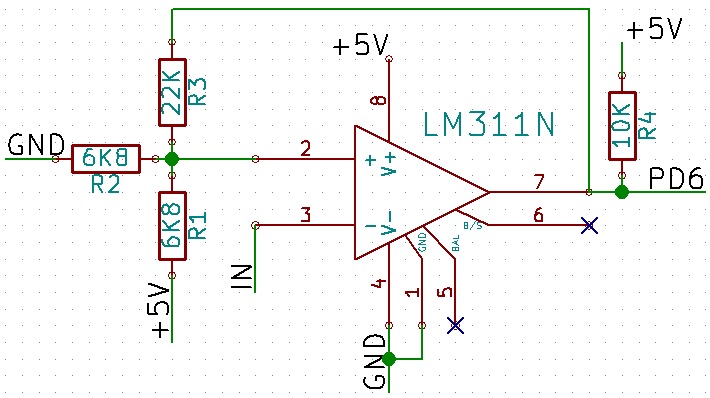 +5V
+5V
22K
R3
8
LM311N
10K
R4
GND
6K8
R2
2
+
V+
7
PD6
6K8
R1
3
-
V-
GND
BAL
B/S
6
IN
+5V
4
1
5
GND